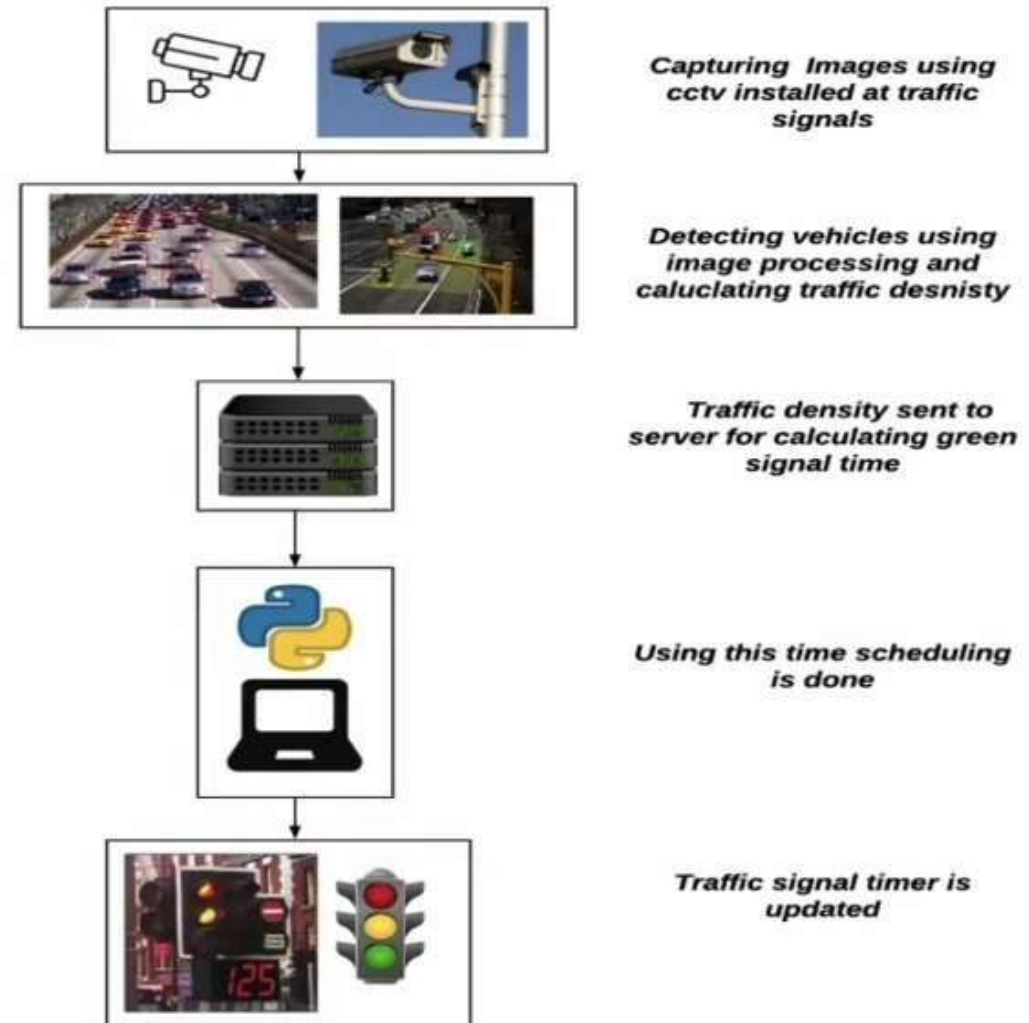 Capturing Images using
cctv installed at traffic
signals
Detecting vehicles using
image processing and
caluclating traffic desnisty
Traffic density sent to
server for calculating green
signal time
Using this time scheduling
is done
Traffic signal timer is
updated
125